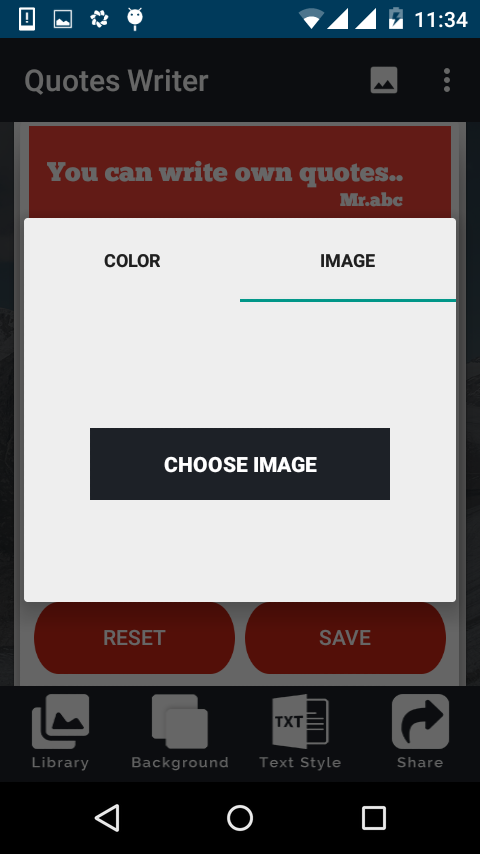 11:34
Quotes Writer
You can write own quotes..
Mr.abc
COLOR IMAGE
CHOOSE IMAGE
RESET SAVE
TXT
Library Background Text Style Share